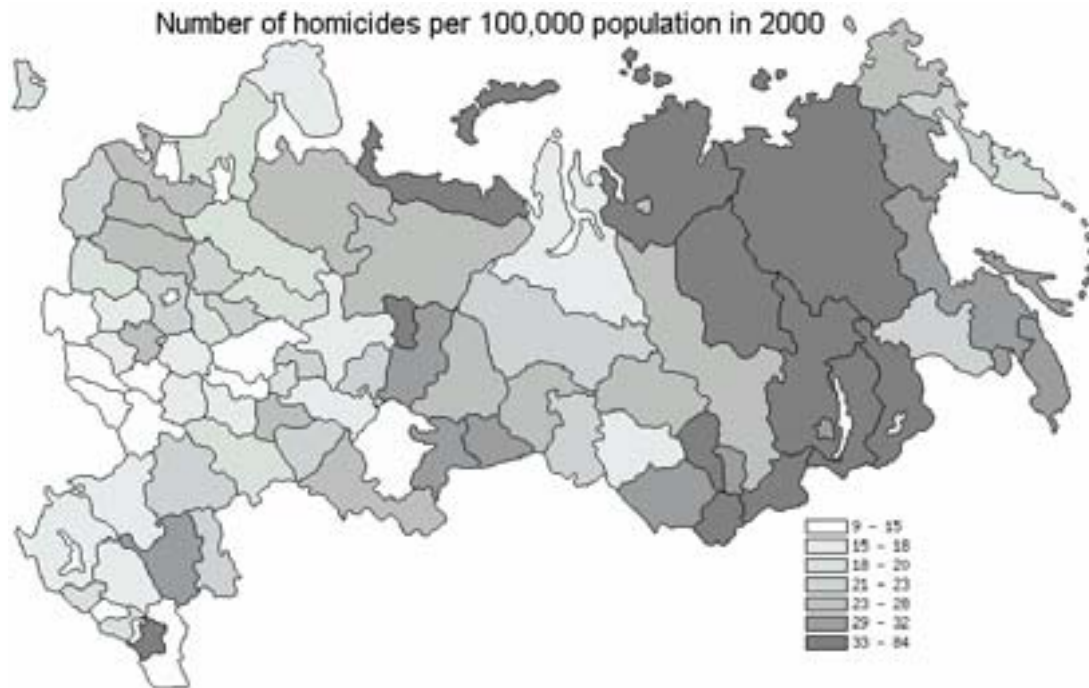 Number of homicides per 100,000 population in 2000
9 - 15
15 - 18
18 - 20
21 - 23
23 - 28
29 - 32
33 - 84